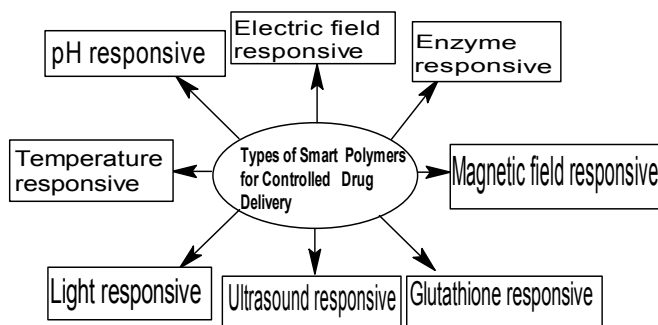 Electric field
responsive
Enzyme
responsive
pH responsive
Types of Smart Polymers
for Controlled Drug
Delivery
Temperature
responsive
Magnetic field responsive
Light responsive
Ultrasound responsive
Glutathione responsive